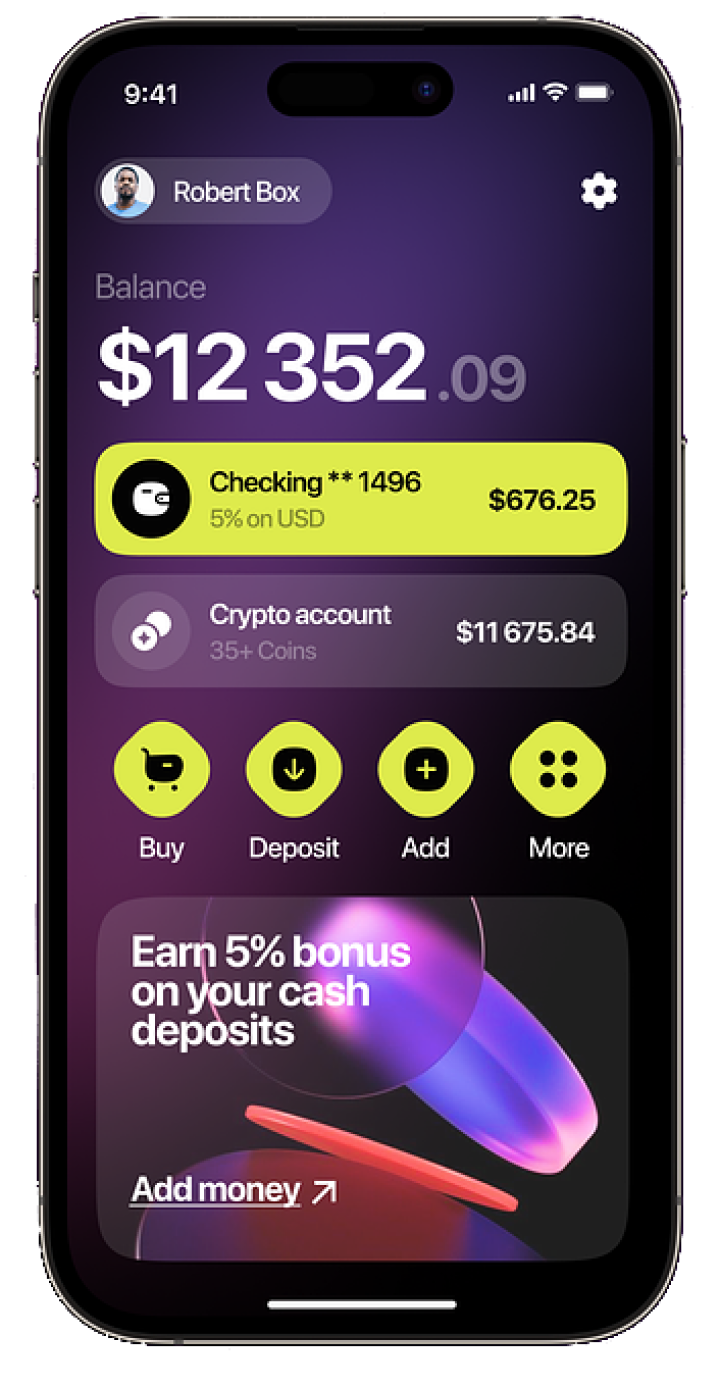 9:41
Robert Box
Balance
$12 352.09
Checking ** 1496
$676.25
5% on USD
Crypto account
$11 675.84
35+ Coins
Buy
Deposit
Add
More
Earn 5% bonus
on your cash
deposits
Add money